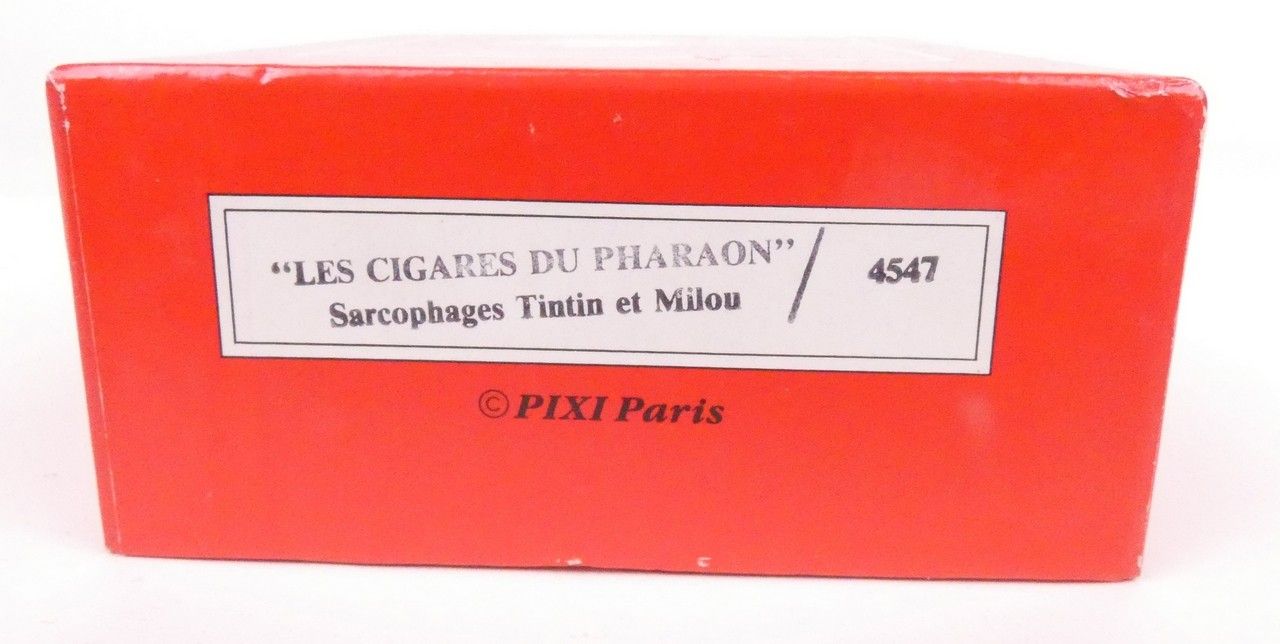 “LES CIGARES DU PHARAON” / 4547
Sarcophages Tintin et Milou
© PIXI Paris